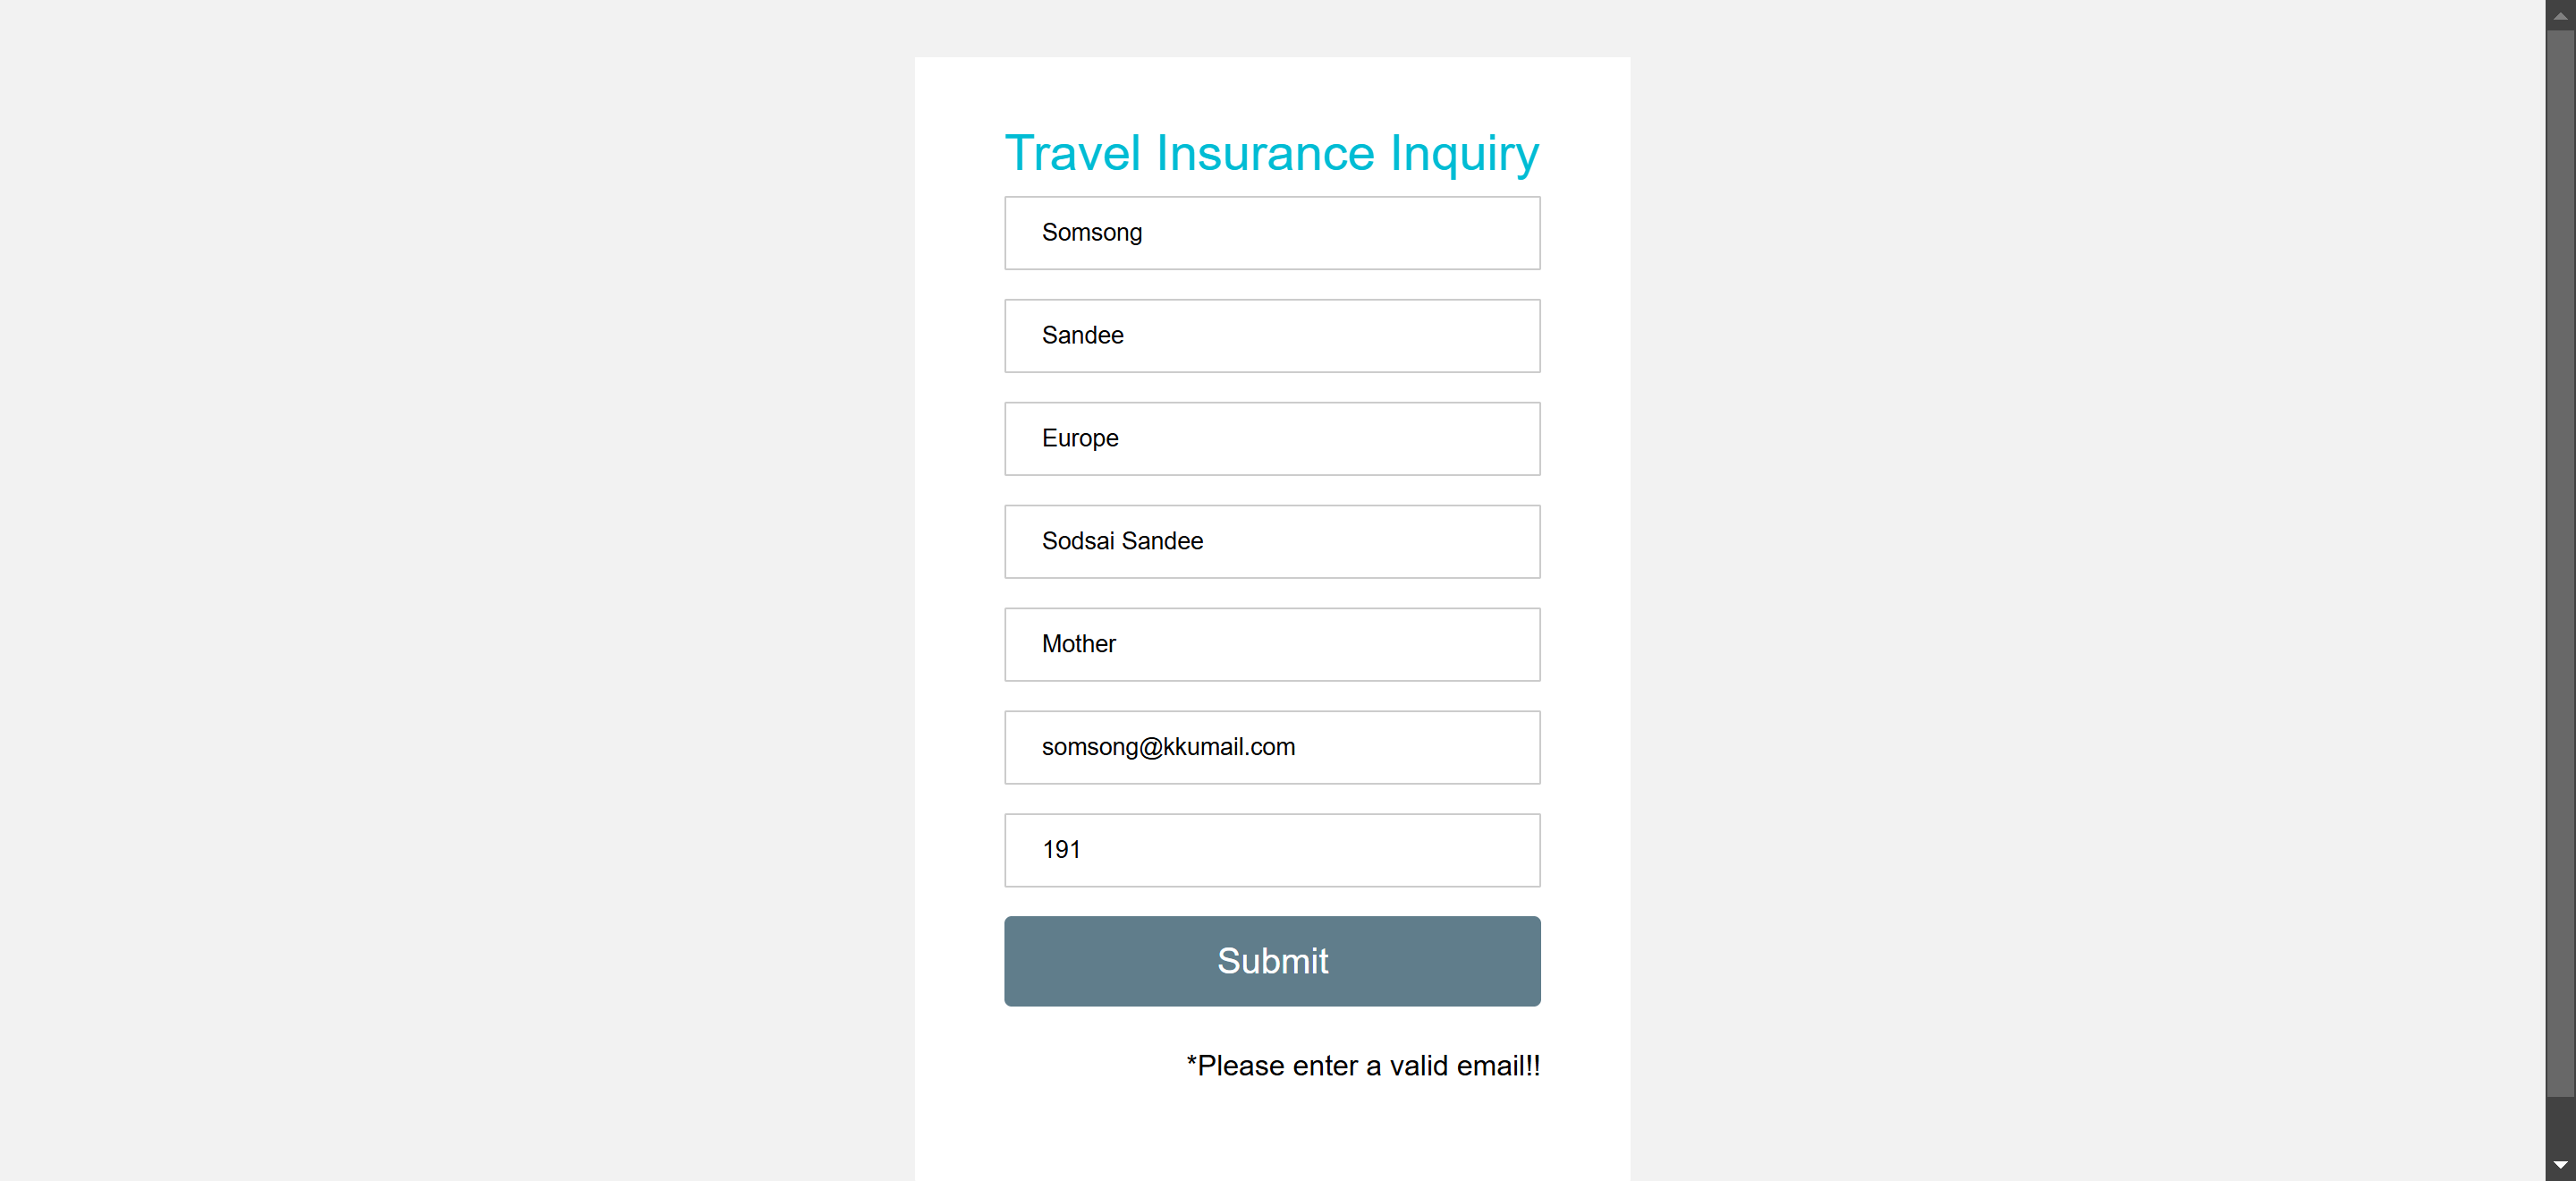 Travel Insurance Inquiry
Somsong
Sandee
Europe
Sodsai Sandee
Mother
somsong@kkumail.com
191
Submit
*Please enter a valid email!!